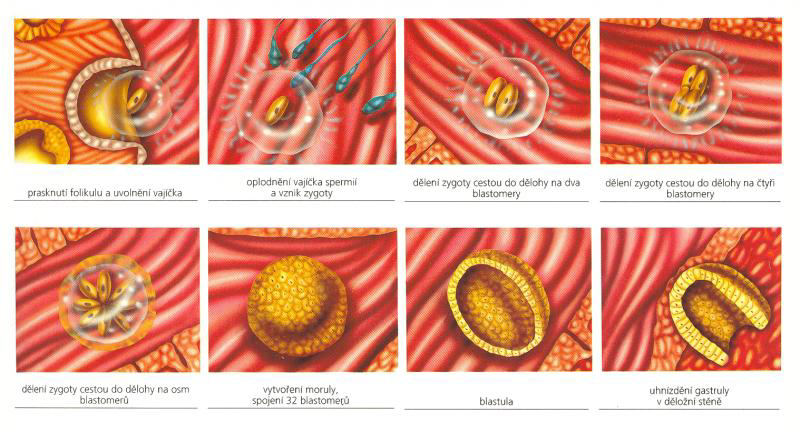 prasknutí folikulu a uvolnění vajíčka
oplodnění vajíčka spermií
a vznik zygoty
dělení zygoty cestou do dělohy na dva
blastomery
dělení zygoty cestou do dělohy na čtyři
blastomery
dělení zygoty cestou do dělohy na osm
blastomerů
vytvoření moruly,
spojení 32 blastomerů
blastula
uhnízdění gastruly
v děložní stěně